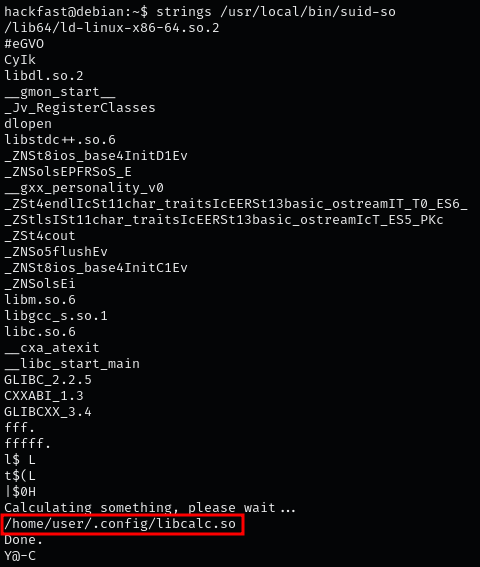 hackfast@debian:~$ strings /usr/local/bin/suid-so
/lib64/ld-linux-x86-64.so.2
#eGVO
CyIk
libdl.so.2
__gmon_start__
_Jv_RegisterClasses
dlopen
libstdc++.so.6
_ZNSt8ios_base4InitD1Ev
_ZNSolsEPFRSoS_E
__gxx_personality_v0
_ZSt4endlIcSt11char_traitsIcEERSt13basic_ostreamIT_T0_ES6_
_ZStlsISt11char_traitsIcEERSt13basic_ostreamIcT_ES5_PKc
_ZSt4cout
_ZNSo5flushEv
_ZNSt8ios_base4InitC1Ev
_ZNSolsEi
libm.so.6
libgcc_s.so.1
libc.so.6
__cxa_atexit
__libc_start_main
GLIBC_2.2.5
CXXABI_1.3
GLIBCXX_3.4
fff.
fffff.
l$ L
t$(L
|$0H
Calculating something, please wait...
/home/user/.config/libcalc.so
Done.
Y@-C